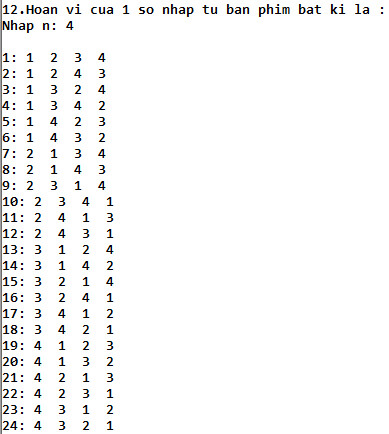 12.Hoan vi cua 1 so nhap tu ban phim bat ki la :
Nhap n: 4
1: 1 2 3 4
2: 1 2 4 3
3: 1 3 2 4
4: 1 3 4 2
5: 1 4 2 3
6: 1 4 3 2
7: 2 1 3 4
8: 2 1 4 3
9: 2 3 1 4
10: 2 3 4 1
11: 2 4 1 3
12: 2 4 3 1
13: 3 1 2 4
14: 3 1 4 2
15: 3 2 1 4
16: 3 2 4 1
17: 3 4 1 2
18: 3 4 2 1
19: 4 1 2 3
20: 4 1 3 2
21: 4 2 1 3
22: 4 2 3 1
23: 4 3 1 2
24: 4 3 2 1